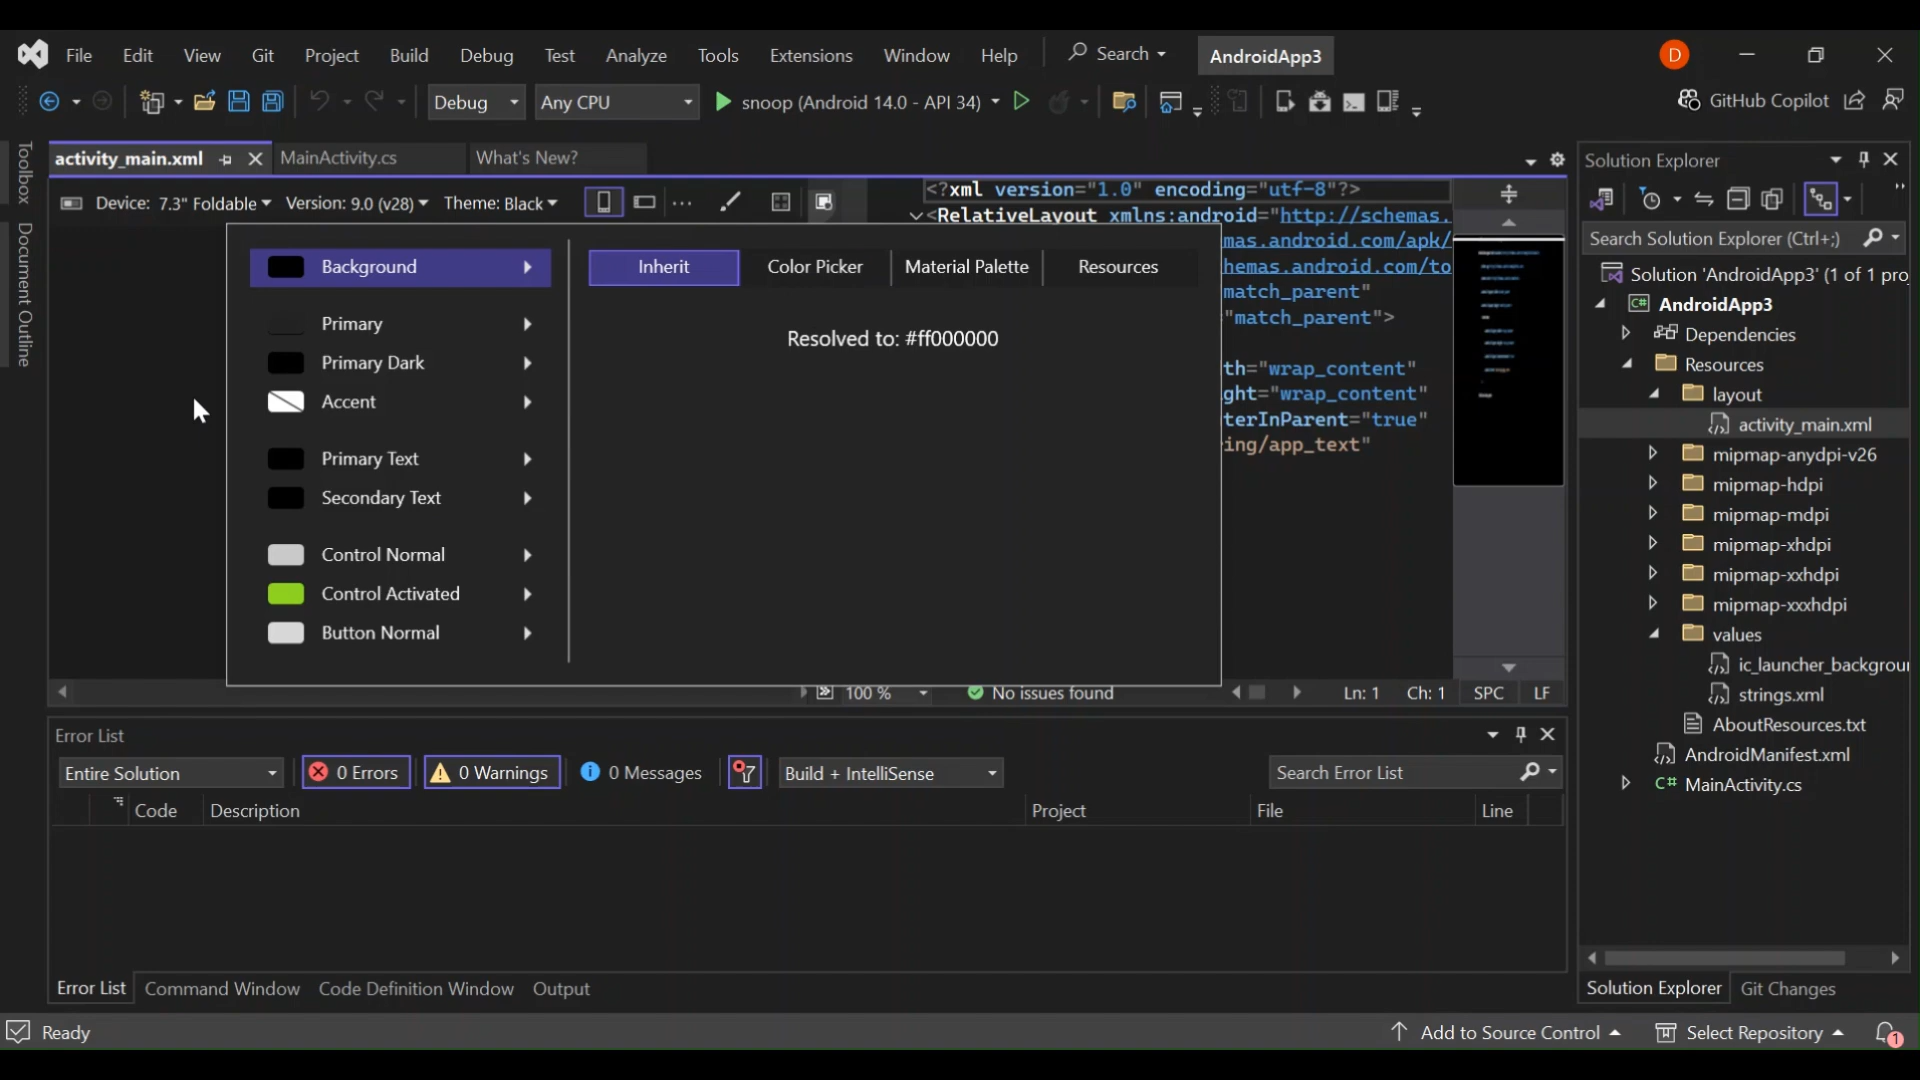 File Edit View Git Project Build Debug Test Analyze Tools Extensions Window Help Search AndroidApp3 D
Debug Any CPU snoop (Android 14.0 - API 34) GitHub Copilot
Toolbox
Document Outline
activity_main.xml MainActivity.cs What's New?
Device: 7.3" Foldable Version: 9.0 (v28) Theme: Black
<?xml version="1.0" encoding="utf-8"?>
<RelativeLayout xmlns:android="http://schemas.
mas.android.com/apk/
hemas.android.com/to
match_parent"
"match_parent">
th="wrap_content"
ght="wrap_content"
terInParent="true"
ing/app_text"
Background
Primary
Primary Dark
Accent
Primary Text
Secondary Text
Control Normal
Control Activated
Button Normal
Inherit Color Picker Material Palette Resources
Resolved to: #ff000000
100 % No issues found Ln: 1 Ch: 1 SPC LF
Error List
Entire Solution 0 Errors 0 Warnings 0 Messages Build + IntelliSense Search Error List
Code Description Project File Line
Error List Command Window Code Definition Window Output
Solution Explorer
Search Solution Explorer (Ctrl+;)
Solution 'AndroidApp3' (1 of 1 proj
C# AndroidApp3
Dependencies
Resources
layout
activity_main.xml
mipmap-anydpi-v26
mipmap-hdpi
mipmap-mdpi
mipmap-xhdpi
mipmap-xxhdpi
mipmap-xxxhdpi
values
ic_launcher_backgroun
strings.xml
AboutResources.txt
AndroidManifest.xml
C# MainActivity.cs
Solution Explorer Git Changes
Ready Add to Source Control Select Repository 1